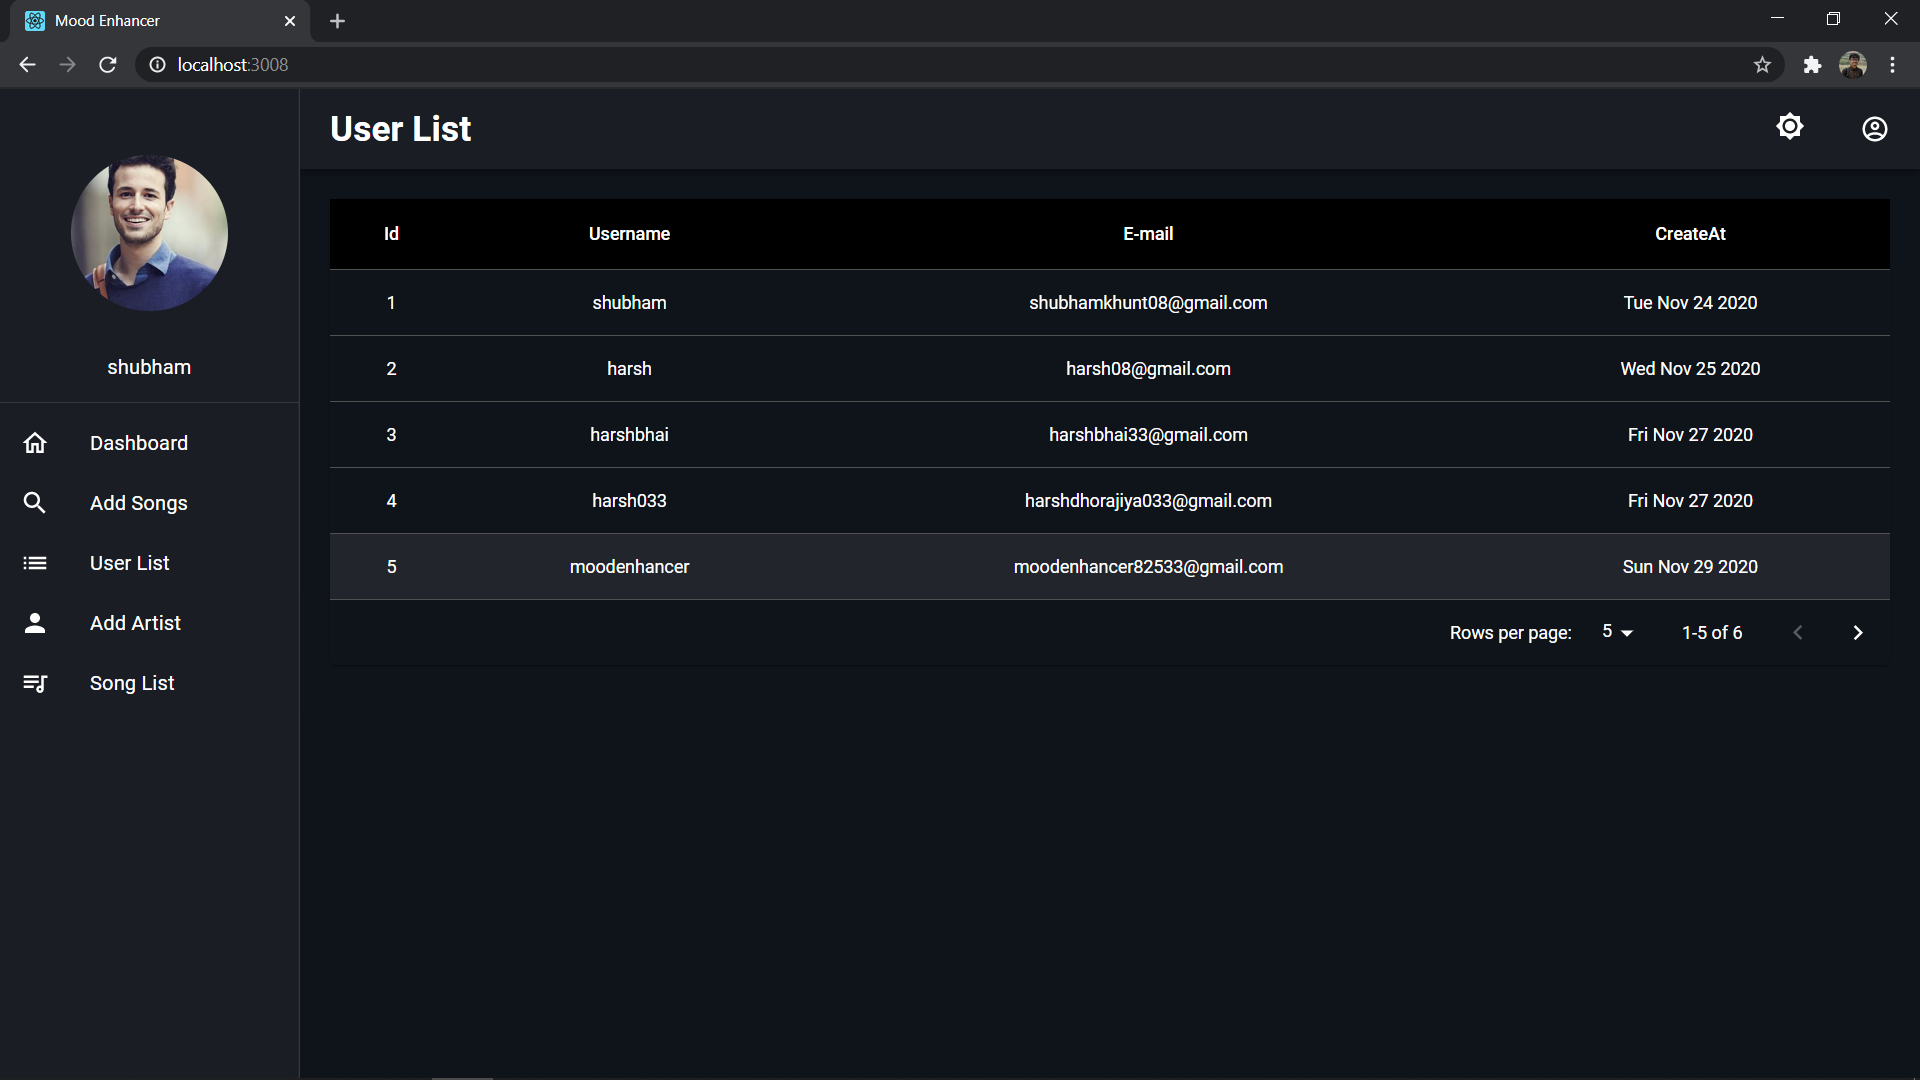 Mood Enhancer
localhost:3008
User List
shubham
Dashboard
Add Songs
User List
Add Artist
Song List
Id Username E-mail CreateAt
1 shubham shubhamkhunt08@gmail.com Tue Nov 24 2020
2 harsh harsh08@gmail.com Wed Nov 25 2020
3 harshbhai harshbhai33@gmail.com Fri Nov 27 2020
4 harsh033 harshdhorajiya033@gmail.com Fri Nov 27 2020
5 moodenhancer moodenhancer82533@gmail.com Sun Nov 29 2020
Rows per page: 5 1-5 of 6